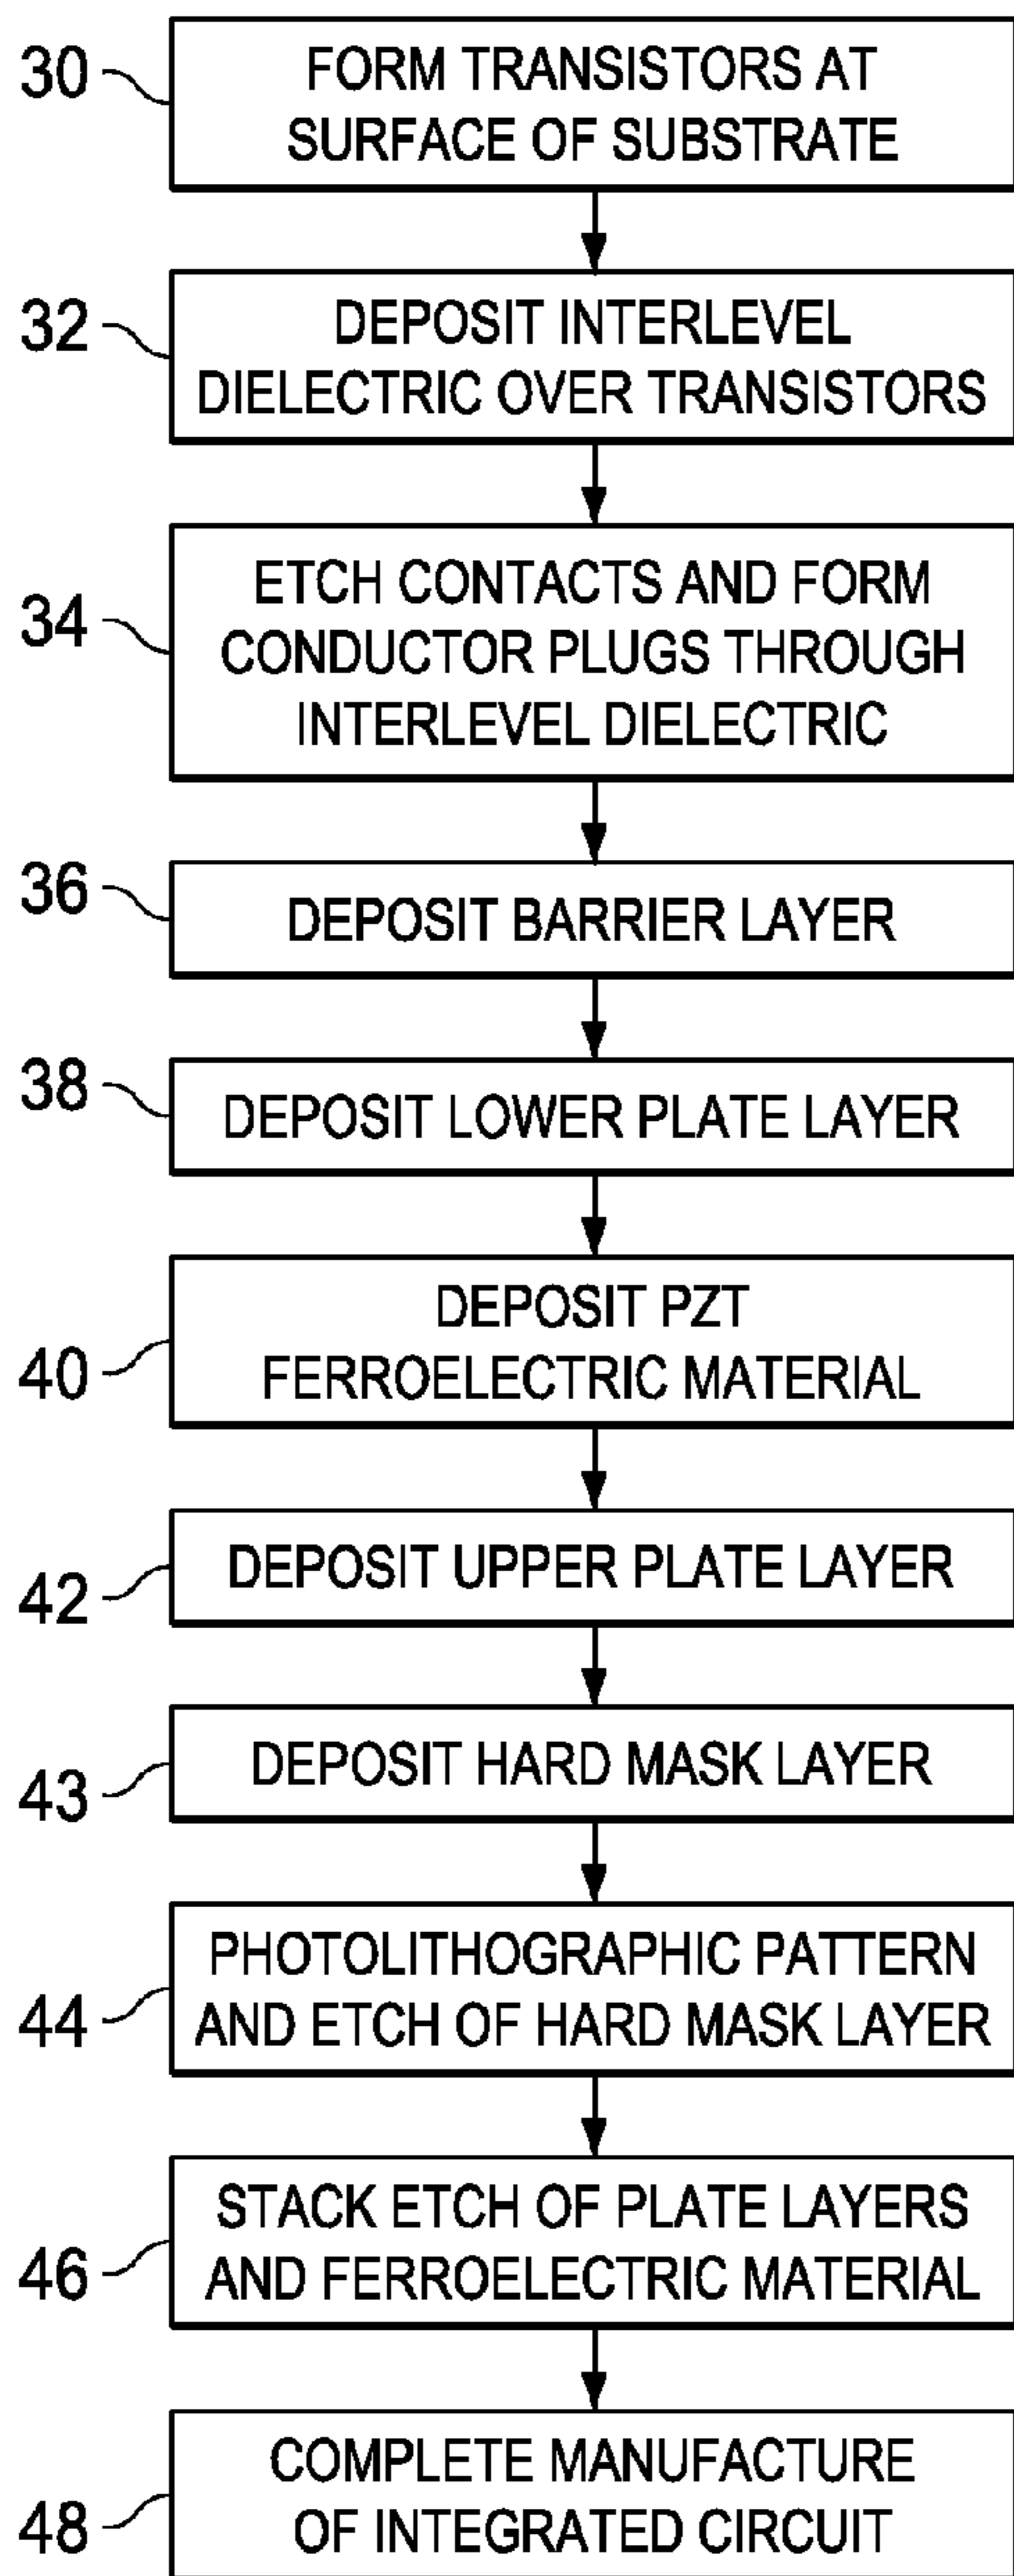 30
FORM TRANSISTORS AT
SURFACE OF SUBSTRATE
32
DEPOSIT INTERLEVEL
DIELECTRIC OVER TRANSISTORS
34
ETCH CONTACTS AND FORM
CONDUCTOR PLUGS THROUGH
INTERLEVEL DIELECTRIC
36
DEPOSIT BARRIER LAYER
38
DEPOSIT LOWER PLATE LAYER
40
DEPOSIT PZT
FERROELECTRIC MATERIAL
42
DEPOSIT UPPER PLATE LAYER
43
DEPOSIT HARD MASK LAYER
44
PHOTOLITHOGRAPHIC PATTERN
AND ETCH OF HARD MASK LAYER
46
STACK ETCH OF PLATE LAYERS
AND FERROELECTRIC MATERIAL
48
COMPLETE MANUFACTURE
OF INTEGRATED CIRCUIT